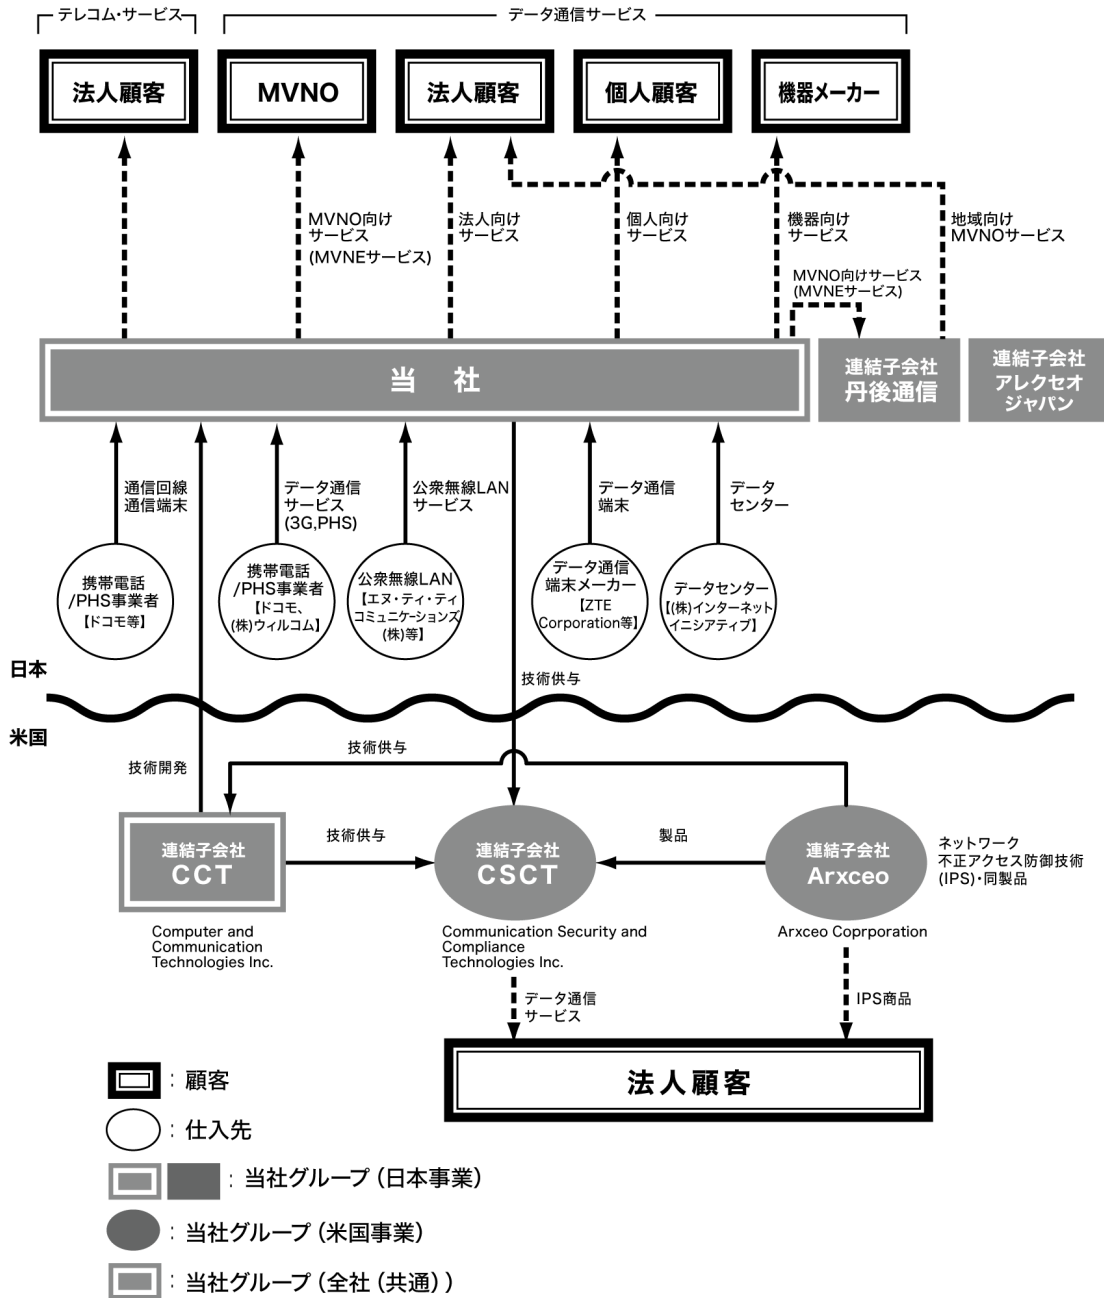 テレコム・サービス
データ通信サービス
法人顧客
MVNO
法人顧客
個人顧客
機器メーカー
MVNO向け
サービス
(MVNEサービス)
法人向け
サービス
個人向け
サービス
機器向け
サービス
地域向け
MVNOサービス
MVNO向けサービス
(MVNEサービス)
当 社
連結子会社
丹後通信
連結子会社
アレクセオ
ジャパン
通信回線
通信端末
データ通信
サービス
(3G,PHS)
公衆無線LAN
サービス
データ通信
端末
データ
センター
携帯電話
/PHS事業者
【ドコモ等】
携帯電話
/PHS事業者
【ドコモ、
(株)ウィルコム】
公衆無線LAN
【エヌ・ティ・ティ
コミュニケーションズ
(株)等】
データ通信
端末メーカー
【ZTE
Corporation等】
データセンター
【(株)インターネット
イニシアティブ】
日本
技術供与
米国
技術供与
技術開発
連結子会社
CCT
技術供与
連結子会社
CSCT
製品
連結子会社
Arxceo
ネットワーク
不正アクセス防御技術
(IPS)・同製品
Computer and
Communication
Technologies Inc.
Communication Security and
Compliance
Technologies Inc.
Arxceo Coprporation
データ通信
サービス
IPS商品
法人顧客
：顧客
：仕入先
：当社グループ（日本事業）
：当社グループ（米国事業）
：当社グループ（全社（共通））